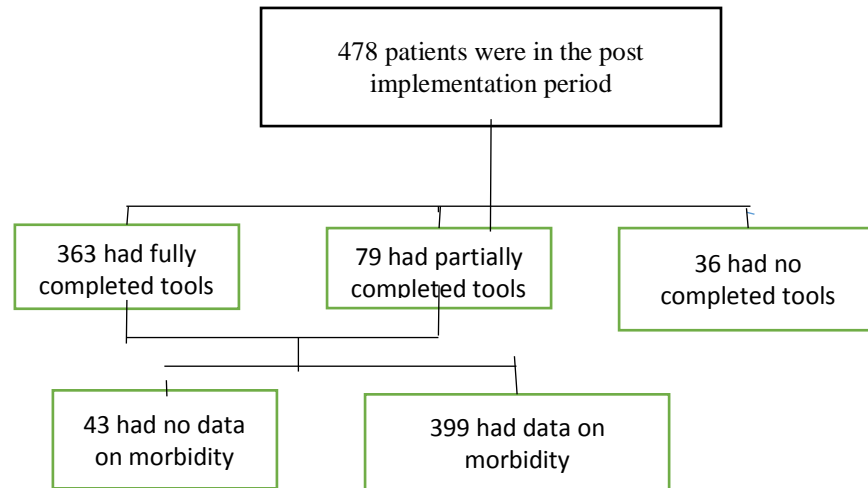 478 patients were in the post
implementation period
363 had fully
completed tools
79 had partially
completed tools
36 had no
completed tools
43 had no data
on morbidity
399 had data on
morbidity